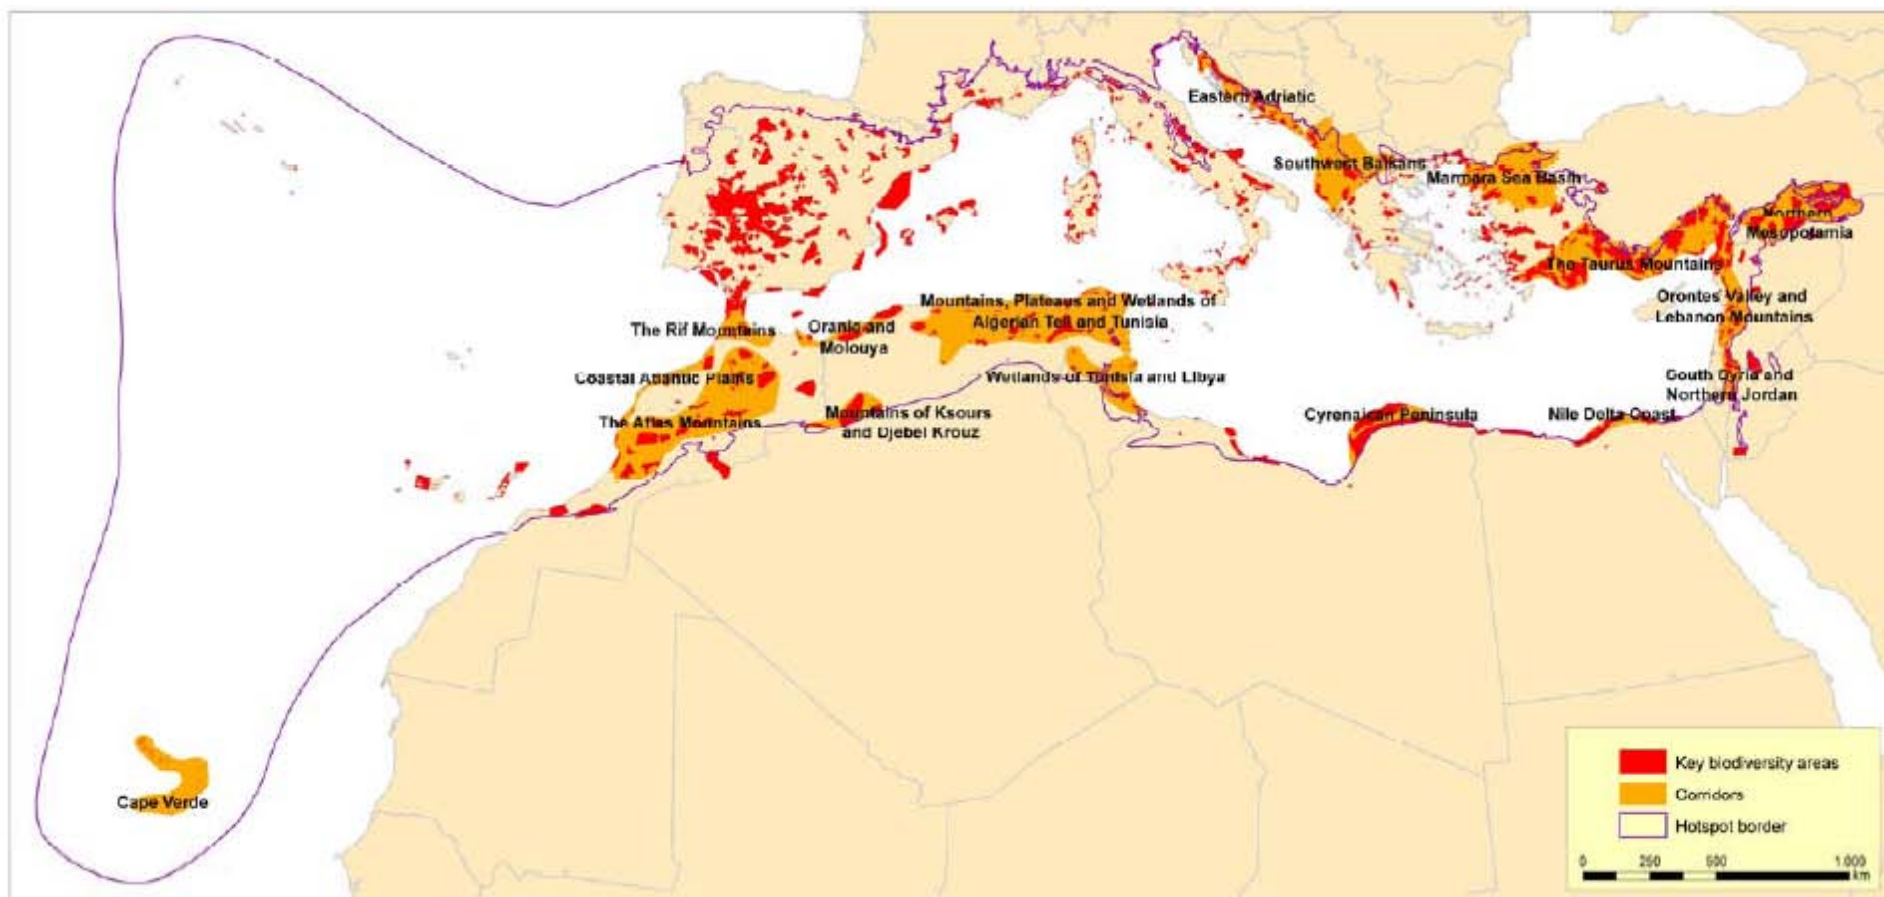 Eastern Adriatic
Southwest Balkans
Marmara Sea Basin
Northern
Mesopotamia
The Taurus Mountains
Orontes Valley and
Lebanon Mountains
Mountains, Plateaus and Wetlands of
Algerian Tell and Tunisia
The Rif Mountains
Oranie and
Molouya
Coastal Atlantic Plains
Wetlands of Tunisia and Libya
South Syria and
Northern Jordan
The Atlas Mountains
Mountains of Ksours
and Djebel Krouz
Cyrenaican Peninsula
Nile Delta Coast
Cape Verde
Key biodiversity areas
Corridors
Hotspot border
0 250 500 1.000
km